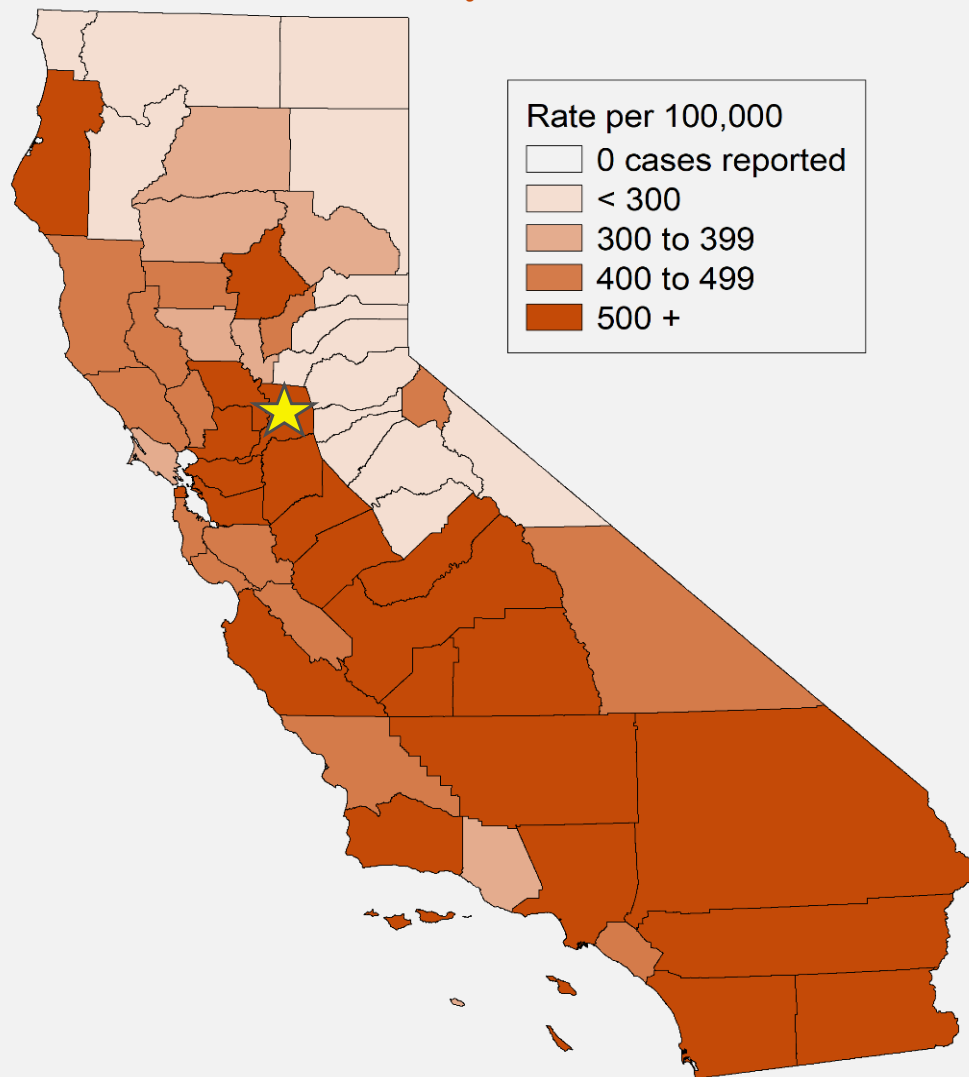 Rate per 100,000
0 cases reported
< 300
300 to 399
400 to 499
500 +